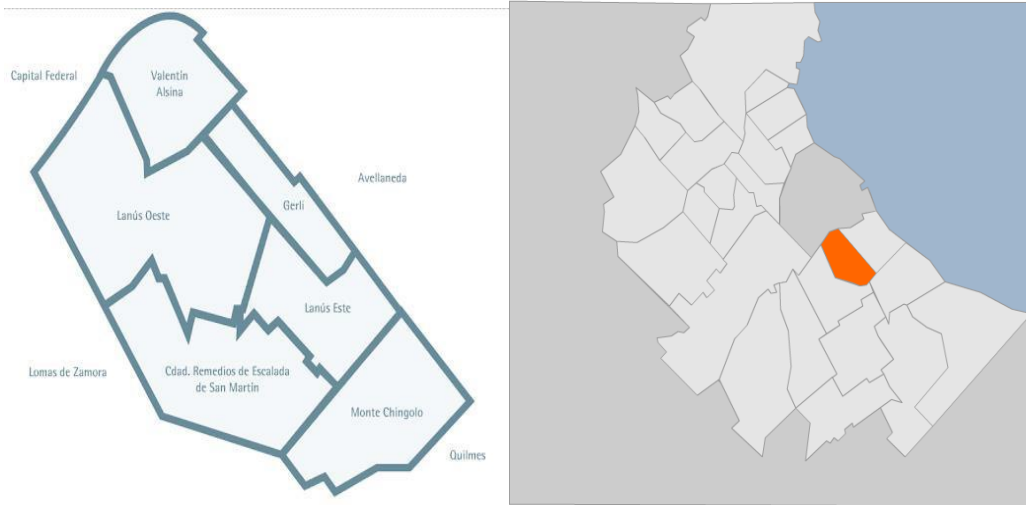 Capital Federal
Valentín
Alsina
Avellaneda
Gerli
Lanús Oeste
Lanús Este
Lomas de Zamora
Cdad. Remedios de Escalada
de San Martín
Monte Chingolo
Quilmes